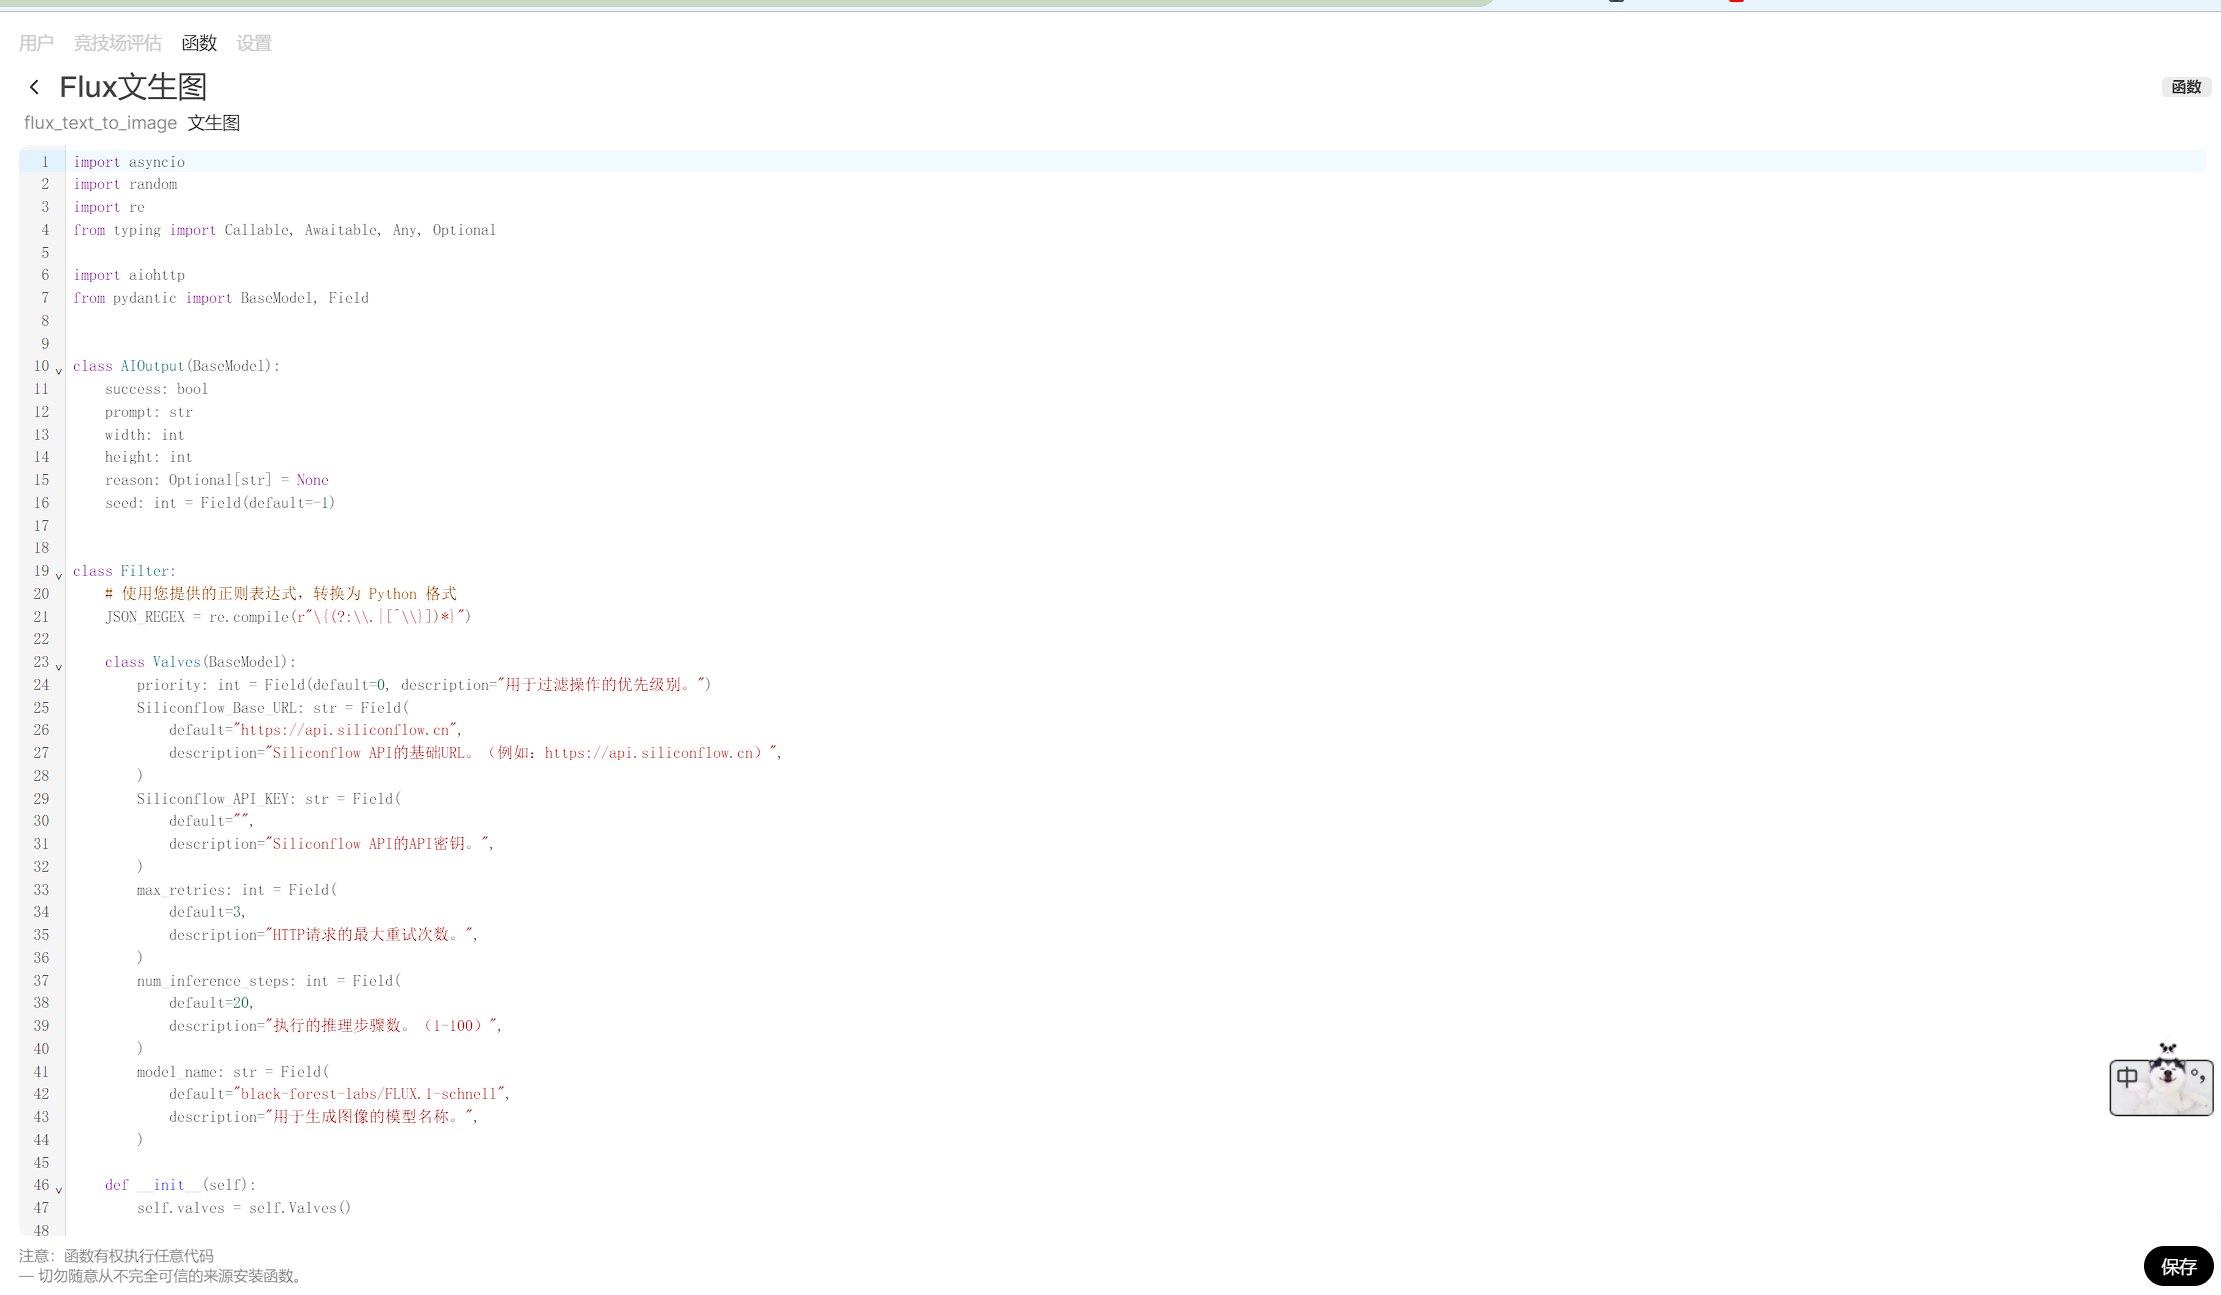 用户 竞技场评估 函数 设置
Flux文生图
函数
flux_text_to_image 文生图
1 import asyncio
2 import random
3 import re
4 from typing import Callable, Awaitable, Any, Optional
5
6 import aiohttp
7 from pydantic import BaseModel, Field
8
9
10 class AIOutput(BaseModel):
11     success: bool
12     prompt: str
13     width: int
14     height: int
15     reason: Optional[str] = None
16     seed: int = Field(default=-1)
17
18
19 class Filter:
20     # 使用您提供的正则表达式，转换为 Python 格式
21     JSON_REGEX = re.compile(r"\{(?:\\.|[^\\}])*}")
22
23     class Valves(BaseModel):
24         priority: int = Field(default=0, description="用于过滤操作的优先级别。")
25         Siliconflow_Base_URL: str = Field(
26             default="https://api.siliconflow.cn",
27             description="Siliconflow API的基础URL。（例如：https://api.siliconflow.cn）",
28         )
29         Siliconflow_API_KEY: str = Field(
30             default="",
31             description="Siliconflow API的API密钥。",
32         )
33         max_retries: int = Field(
34             default=3,
35             description="HTTP请求的最大重试次数。",
36         )
37         num_inference_steps: int = Field(
38             default=20,
39             description="执行的推理步骤数。（1-100）",
40         )
41         model_name: str = Field(
42             default="black-forest-labs/FLUX.1-schnell",
43             description="用于生成图像的模型名称。",
44         )
45
46     def __init__(self):
47         self.valves = self.Valves()
48
中 °,
注意：函数有权执行任意代码
— 切勿随意从不完全可信的来源安装函数。
保存